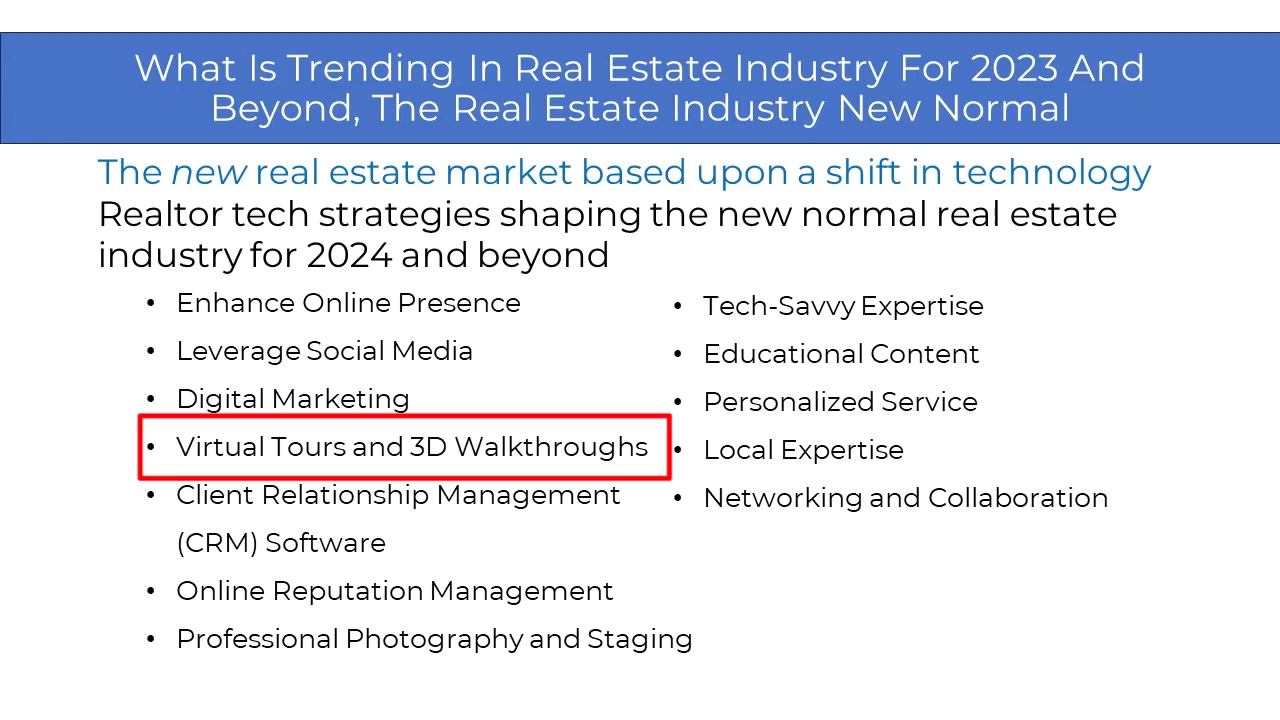 What Is Trending In Real Estate Industry For 2023 And
Beyond, The Real Estate Industry New Normal
The new real estate market based upon a shift in technology
Realtor tech strategies shaping the new normal real estate
industry for 2024 and beyond
• Enhance Online Presence
• Leverage Social Media
• Digital Marketing
• Virtual Tours and 3D Walkthroughs
• Client Relationship Management
(CRM) Software
• Online Reputation Management
• Professional Photography and Staging
• Tech-Savvy Expertise
• Educational Content
• Personalized Service
• Local Expertise
• Networking and Collaboration